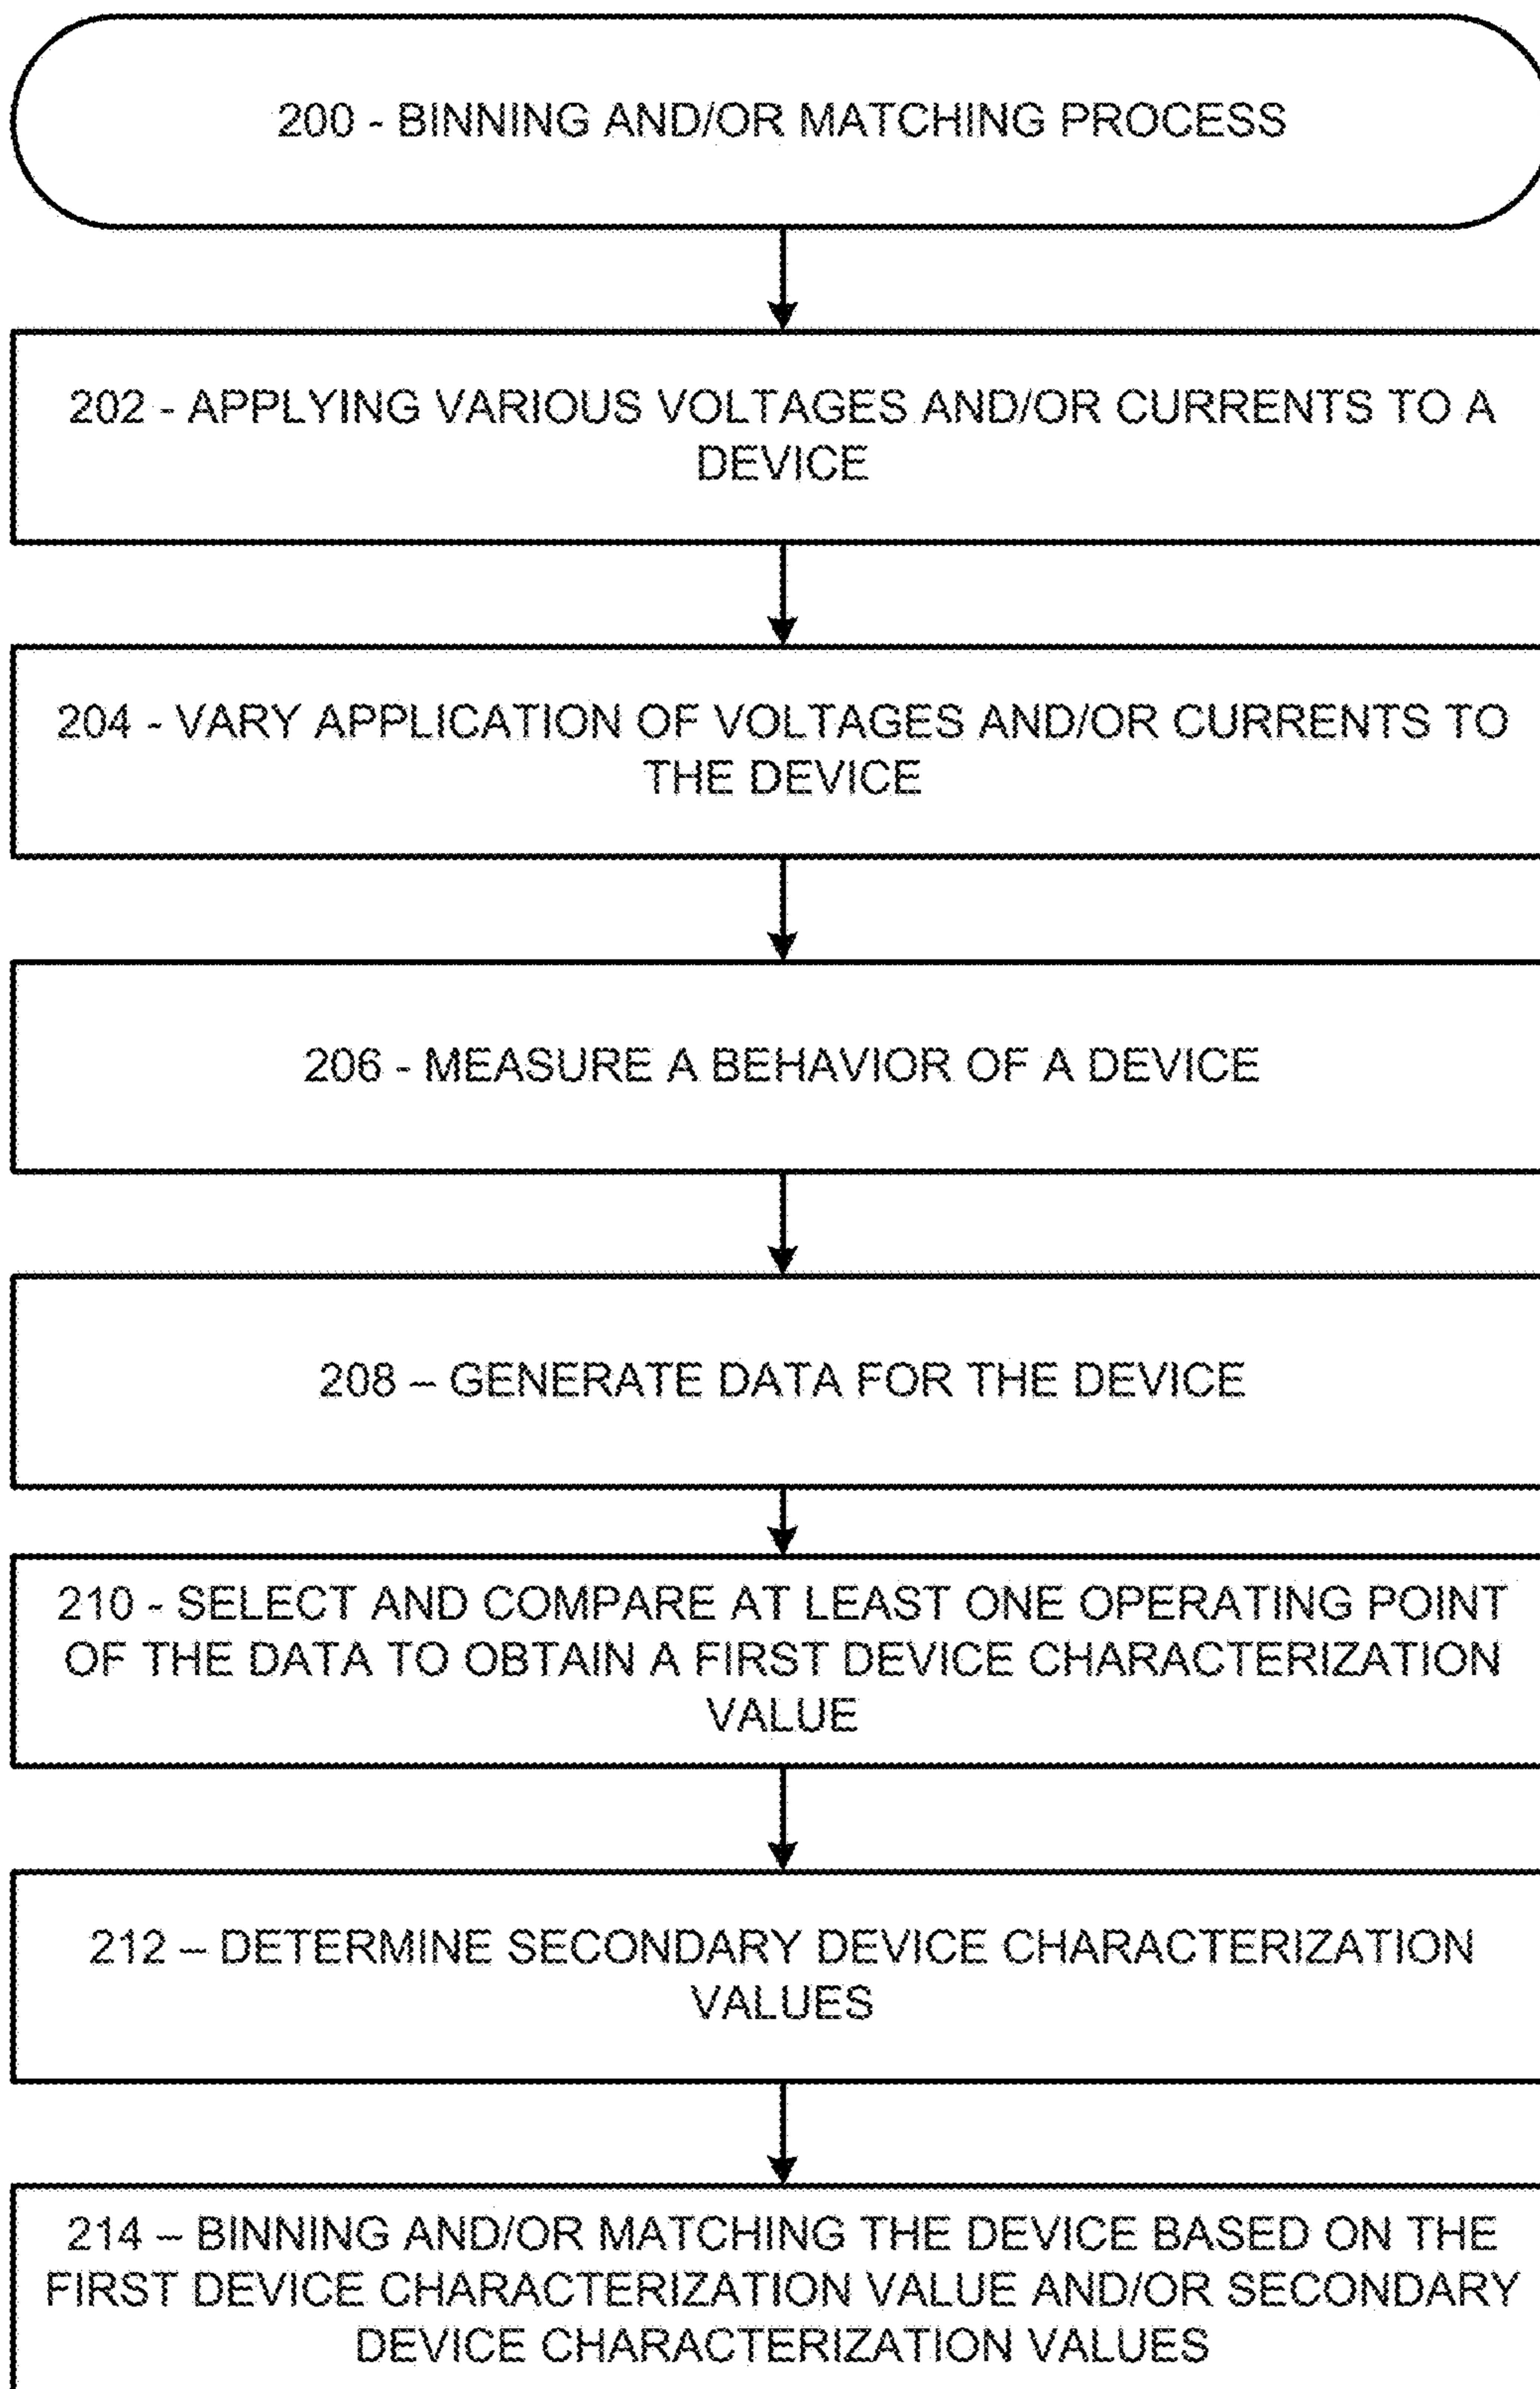 200 - BINNING AND/OR MATCHING PROCESS
202 - APPLYING VARIOUS VOLTAGES AND/OR CURRENTS TO A
DEVICE
204 - VARY APPLICATION OF VOLTAGES AND/OR CURRENTS TO
THE DEVICE
206 - MEASURE A BEHAVIOR OF A DEVICE
208 – GENERATE DATA FOR THE DEVICE
210 - SELECT AND COMPARE AT LEAST ONE OPERATING POINT
OF THE DATA TO OBTAIN A FIRST DEVICE CHARACTERIZATION
VALUE
212 – DETERMINE SECONDARY DEVICE CHARACTERIZATION
VALUES
214 – BINNING AND/OR MATCHING THE DEVICE BASED ON THE
FIRST DEVICE CHARACTERIZATION VALUE AND/OR SECONDARY
DEVICE CHARACTERIZATION VALUES